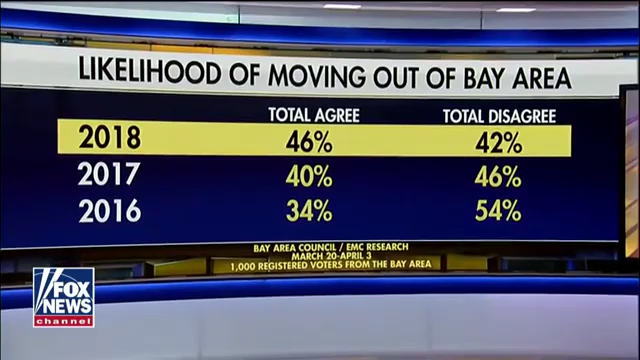 LIKELIHOOD OF MOVING OUT OF BAY AREA
TOTAL AGREE TOTAL DISAGREE
2018 46% 42%
2017 40% 46%
2016 34% 54%
BAY AREA COUNCIL / EMC RESEARCH
MARCH 20-APRIL 3
1,000 REGISTERED VOTERS FROM THE BAY AREA
FOX
NEWS
channel